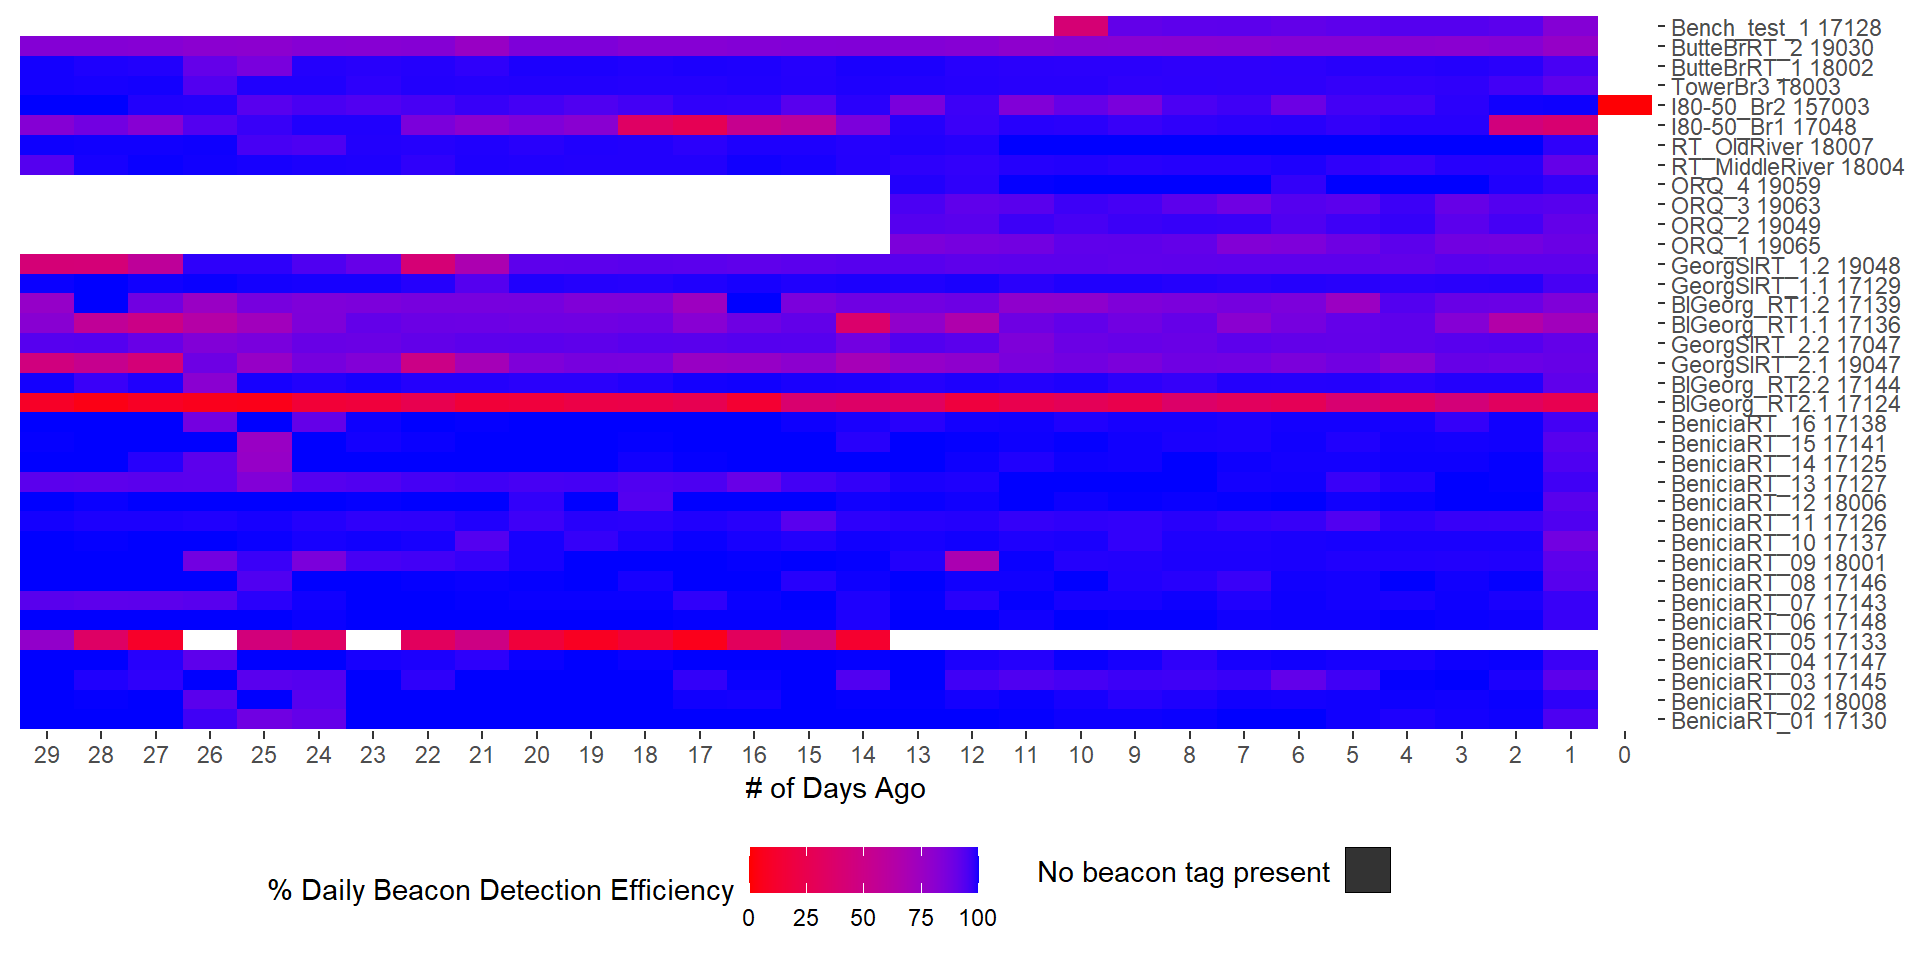 Bench_test_1 17128
ButteBrRT_2 19030
ButteBrRT_1 18002
TowerBr3 18003
I80-50_Br2 157003
I80-50_Br1 17048
RT_OldRiver 18007
RT_MiddleRiver 18004
ORQ_4 19059
ORQ_3 19063
ORQ_2 19049
ORQ_1 19065
GeorgSlRT_1.2 19048
GeorgSlRT_1.1 17129
BlGeorg_RT1.2 17139
BlGeorg_RT1.1 17136
GeorgSlRT_2.2 17047
GeorgSlRT_2.1 19047
BlGeorg_RT2.2 17144
BlGeorg_RT2.1 17124
BeniciaRT_16 17138
BeniciaRT_15 17141
BeniciaRT_14 17125
BeniciaRT_13 17127
BeniciaRT_12 18006
BeniciaRT_11 17126
BeniciaRT_10 17137
BeniciaRT_09 18001
BeniciaRT_08 17146
BeniciaRT_07 17143
BeniciaRT_06 17148
BeniciaRT_05 17133
BeniciaRT_04 17147
BeniciaRT_03 17145
BeniciaRT_02 18008
BeniciaRT_01 17130
29 28 27 26 25 24 23 22 21 20 19 18 17 16 15 14 13 12 11 10 9 8 7 6 5 4 3 2 1 0
# of Days Ago
% Daily Beacon Detection Efficiency
0 25 50 75 100
No beacon tag present